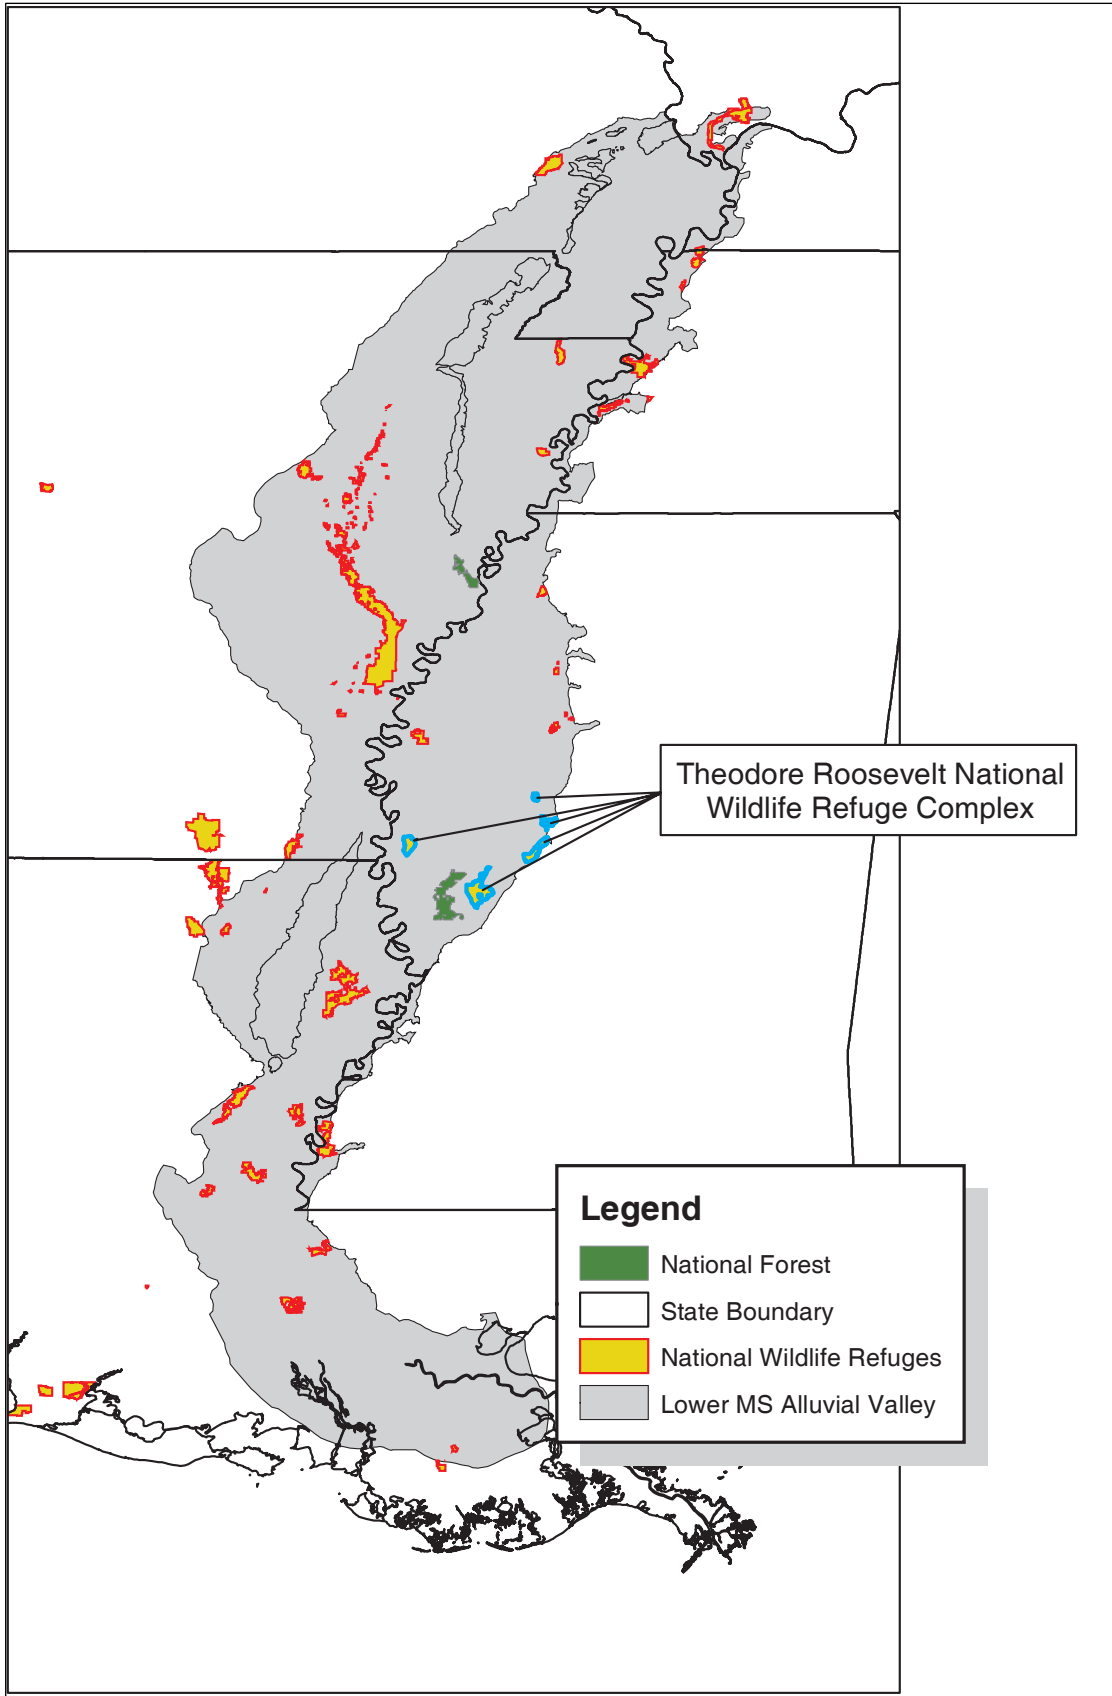 Theodore Roosevelt National
Wildlife Refuge Complex
Legend
National Forest
State Boundary
National Wildlife Refuges
Lower MS Alluvial Valley